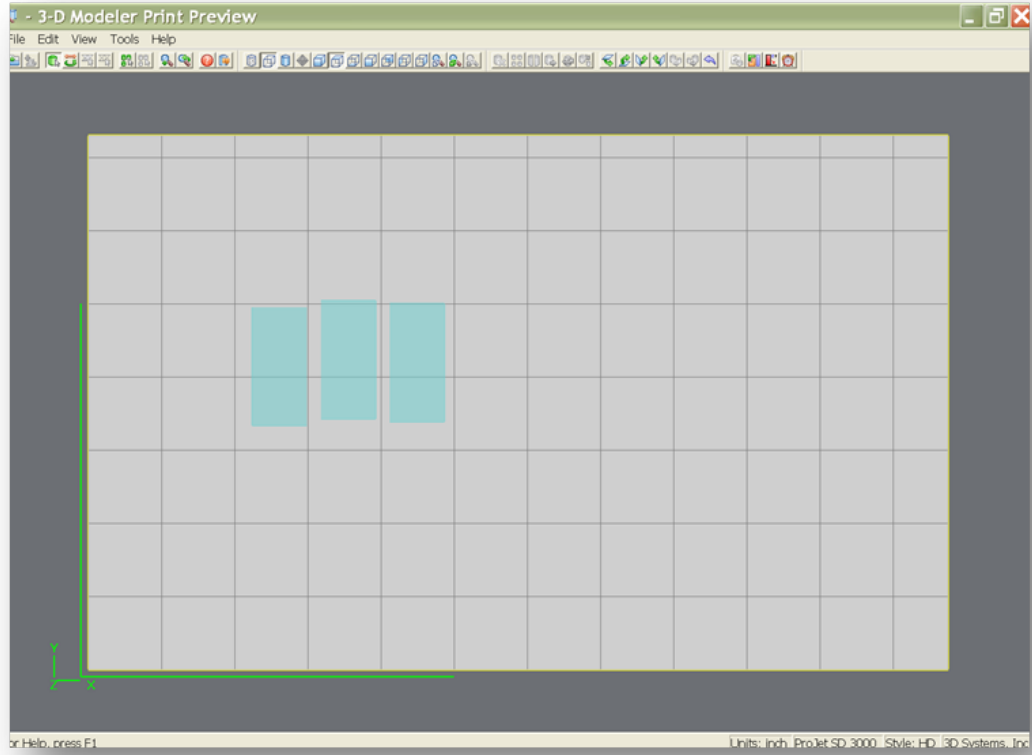 - 3-D Modeler Print Preview
File Edit View Tools Help
Y
Z X
or Help, press F1 Units: inch ProJet SD 3000 Style: HD 3D Systems, Inc